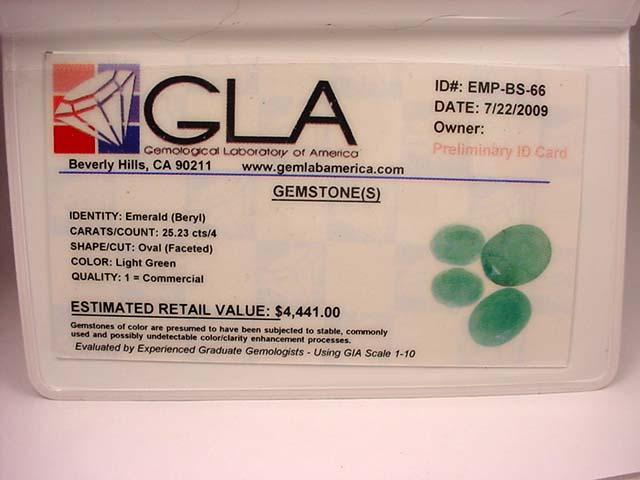 GLA
Gemological Laboratory of America
Beverly Hills, CA 90211 www.gemlabamerica.com
ID#: EMP-BS-66
DATE: 7/22/2009
Owner:
Preliminary ID Card
GEMSTONE(S)
IDENTITY: Emerald (Beryl)
CARATS/COUNT: 25.23 cts/4
SHAPE/CUT: Oval (Faceted)
COLOR: Light Green
QUALITY: 1 = Commercial
ESTIMATED RETAIL VALUE: $4,441.00
Gemstones of color are presumed to have been subjected to stable, commonly
used and possibly undetectable color/clarity enhancement processes.
Evaluated by Experienced Graduate Gemologists - Using GIA Scale 1-10